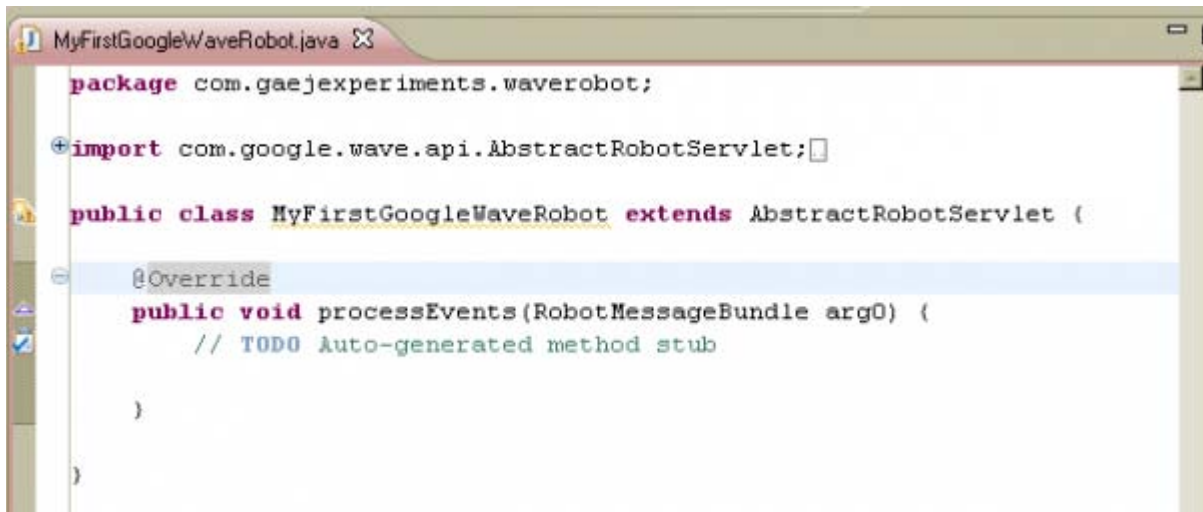 MyFirstGoogleWaveRobot.java
package com.gaejexperiments.waverobot;
import com.google.wave.api.AbstractRobotServlet;
public class MyFirstGoogleWaveRobot extends AbstractRobotServlet {
@Override
public void processEvents(RobotMessageBundle arg0) {
// TODO Auto-generated method stub
}
}